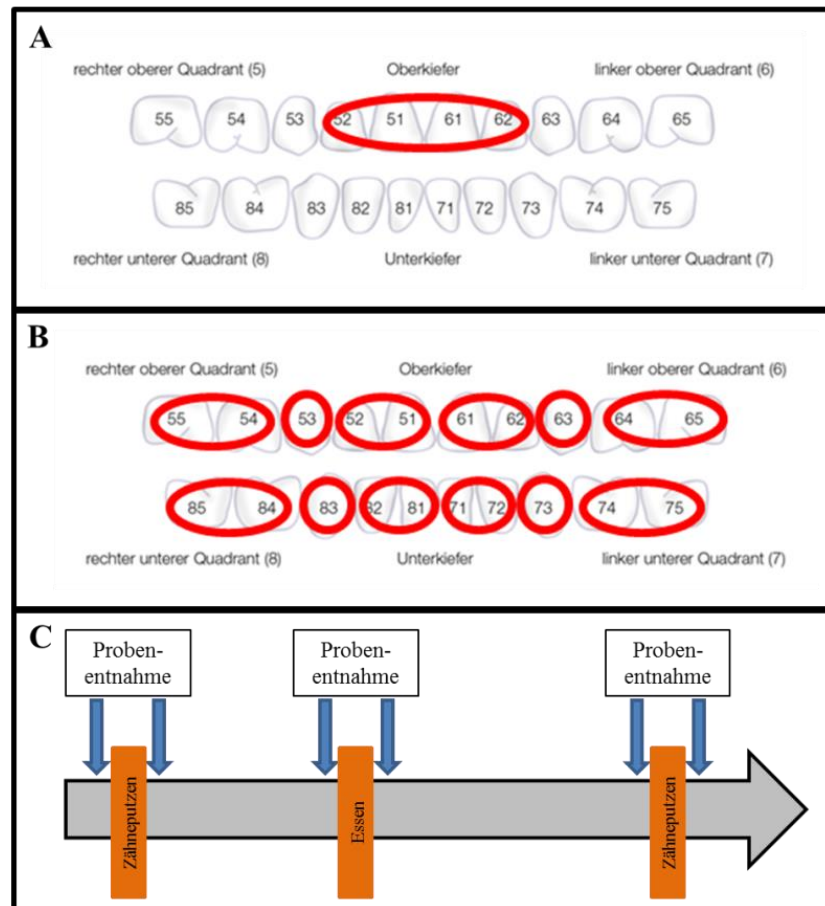 A
rechter oberer Quadrant (5) Oberkiefer linker oberer Quadrant (6)
55 54 53 52 51 61 62 63 64 65
85 84 83 82 81 71 72 73 74 75
rechter unterer Quadrant (8) Unterkiefer linker unterer Quadrant (7)
B
rechter oberer Quadrant (5) Oberkiefer linker oberer Quadrant (6)
55 54 53 52 51 61 62 63 64 65
85 84 83 82 81 71 72 73 74 75
rechter unterer Quadrant (8) Unterkiefer linker unterer Quadrant (7)
C
Proben-
entnahme
Proben-
entnahme
Proben-
entnahme
Zähneputzen
Essen
Zähneputzen